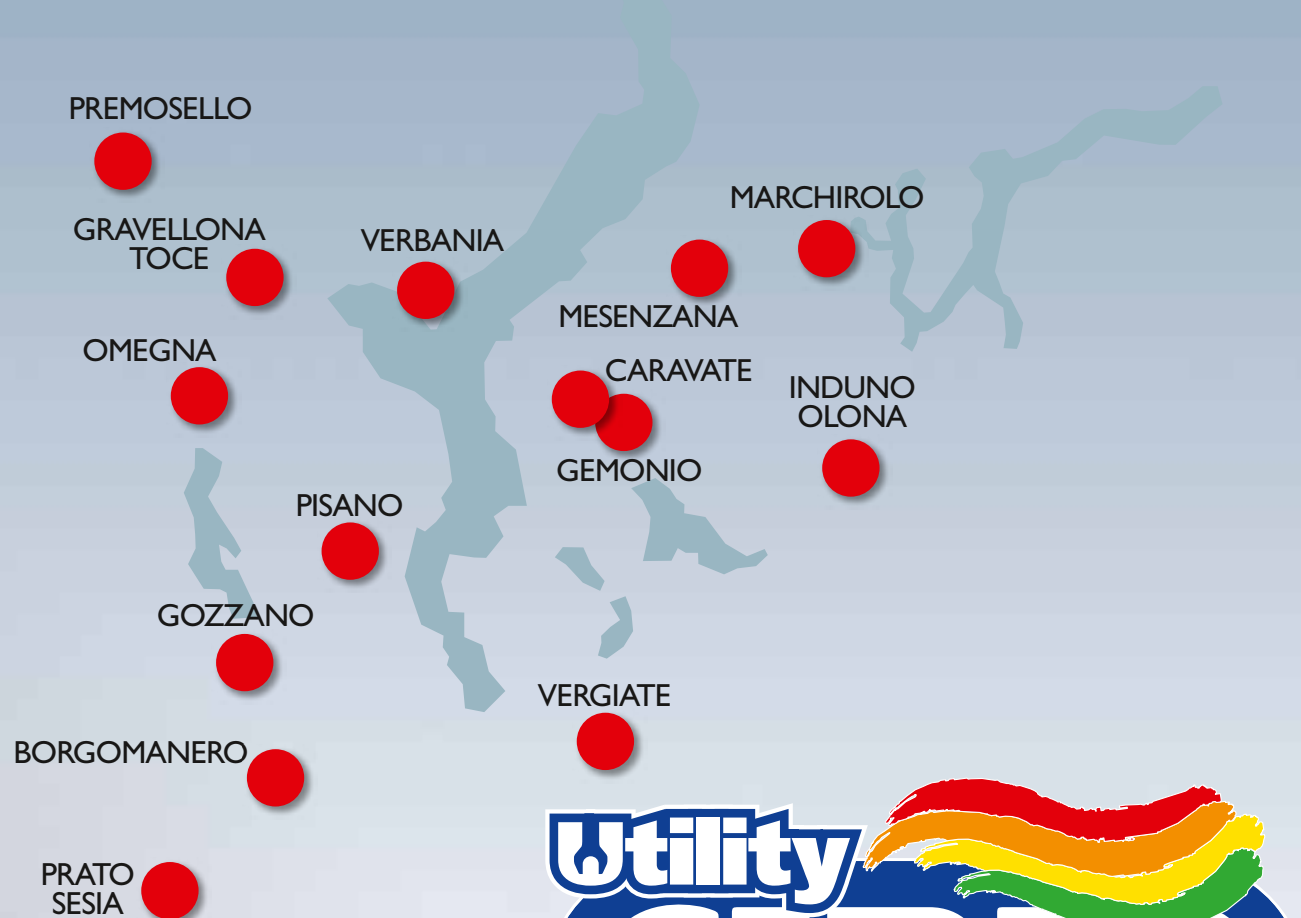 PREMOSELLO
GRAVELLONA
TOCE
VERBANIA
MARCHIROLO
MESENZANA
OMEGNA
CARAVATE
INDUNO
OLONA
GEMONIO
PISANO
GOZZANO
VERGIATE
BORGOMANERO
PRATO
SESIA
Utility